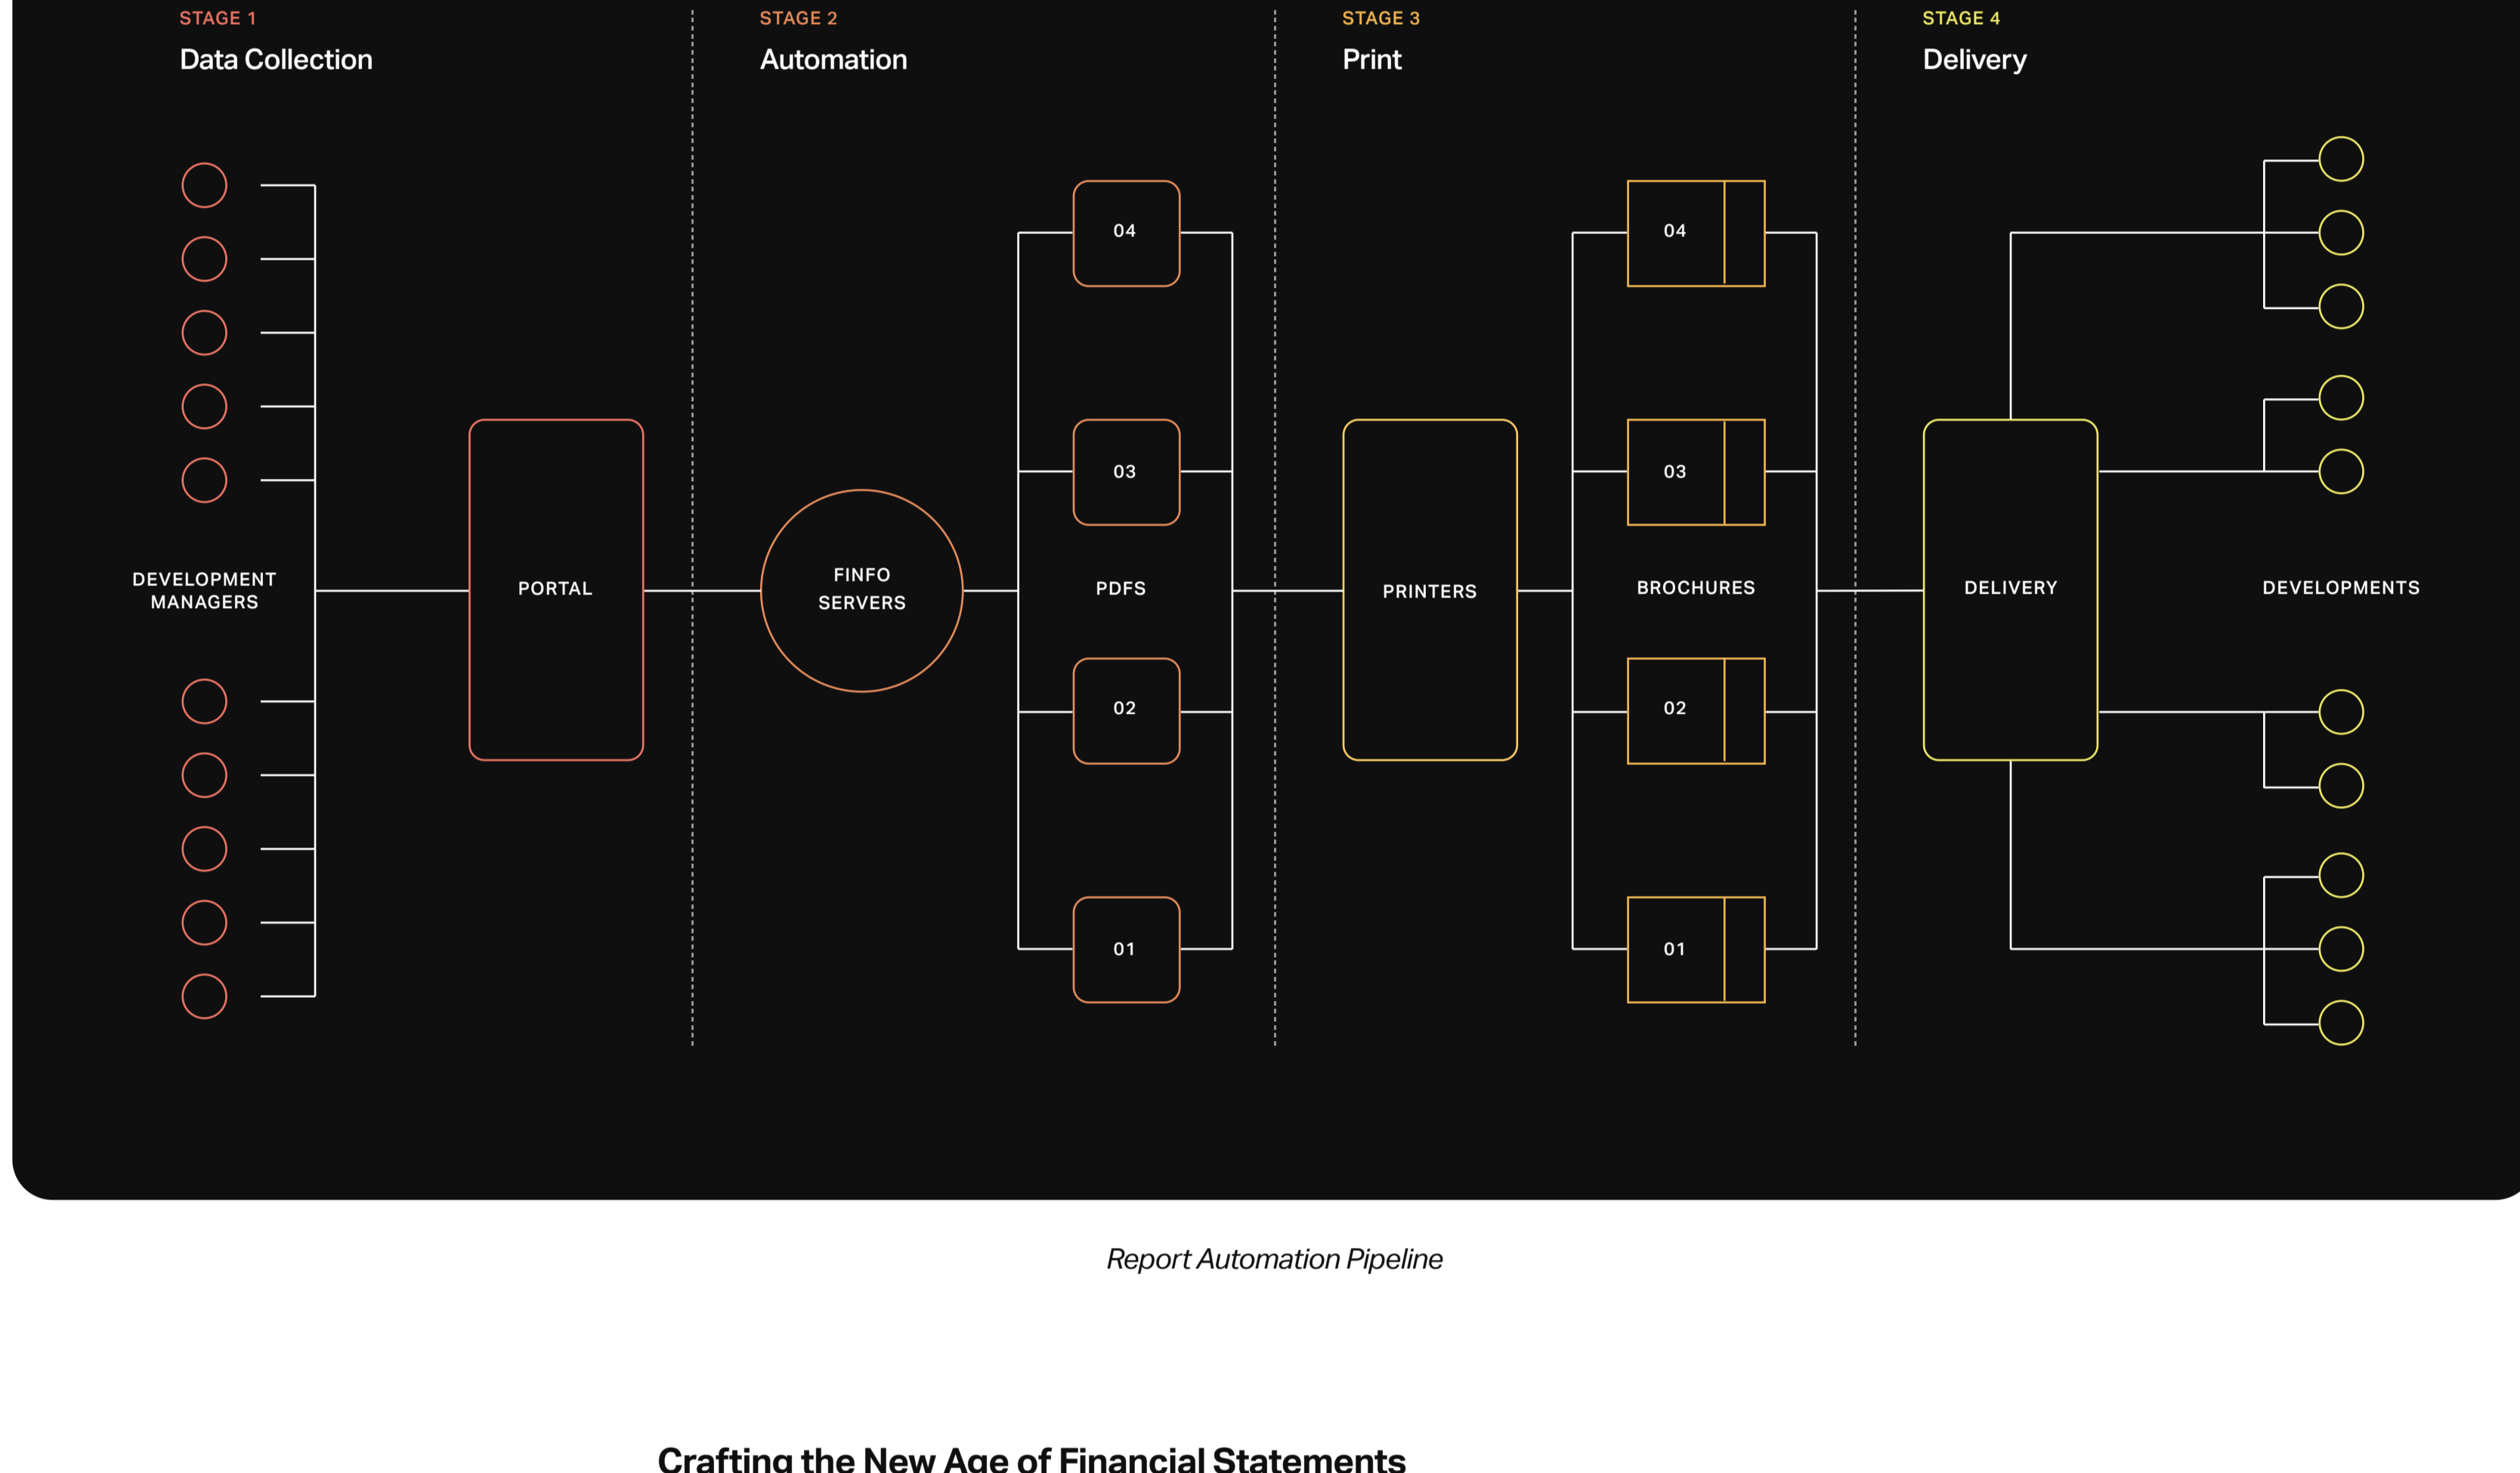 STAGE 1
Data Collection
STAGE 2
Automation
STAGE 3
Print
STAGE 4
Delivery
DEVELOPMENT
MANAGERS
PORTAL
FINFO
SERVERS
04
03
PDFS
02
01
PRINTERS
04
03
BROCHURES
02
01
DELIVERY
DEVELOPMENTS
Report Automation Pipeline
Crafting the New Age of Financial Statements